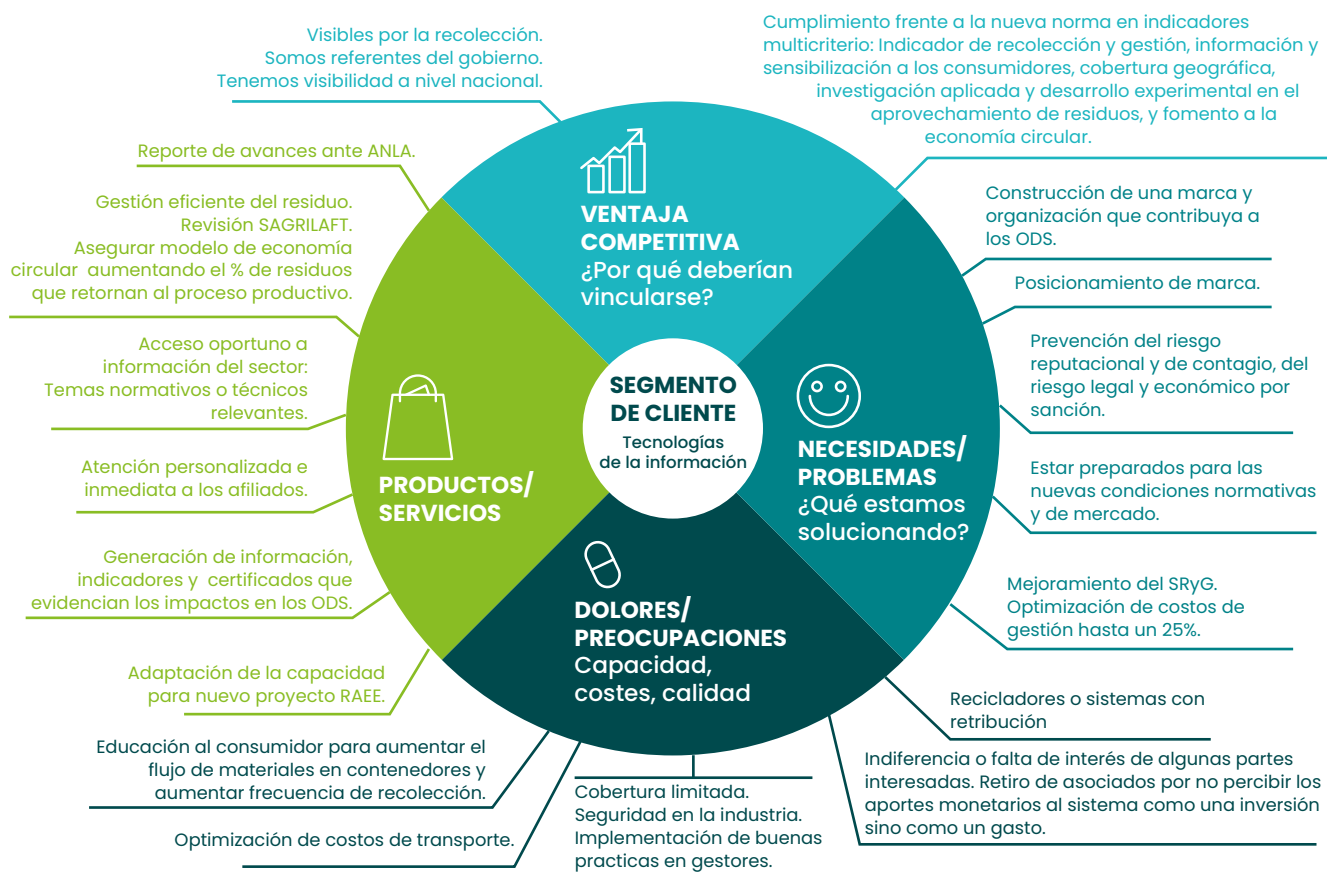 Visibles por la recolección.
Somos referentes del gobierno.
Tenemos visibilidad a nivel nacional.
Cumplimiento frente a la nueva norma en indicadores
multicriterio: Indicador de recolección y gestión, información y
sensibilización a los consumidores, cobertura geográfica,
investigación aplicada y desarrollo experimental en el
aprovechamiento de residuos, y fomento a la
economía circular.
VENTAJA
COMPETITIVA
¿Por qué deberían
vincularse?
Reporte de avances ante ANLA.
Gestión eficiente del residuo.
Revisión SAGRILAFT.
Asegurar modelo de economía
circular aumentando el % de residuos
que retornan al proceso productivo.
Acceso oportuno a
información del sector:
Temas normativos o técnicos
relevantes.
Atención personalizada e
inmediata a los afiliados.
Generación de información,
indicadores y certificados que
evidencian los impactos en los ODS.
Adaptación de la capacidad
para nuevo proyecto RAEE.
PRODUCTOS/
SERVICIOS
SEGMENTO
DE CLIENTE
Tecnologías
de la información
NECESIDADES/
PROBLEMAS
¿Qué estamos
solucionando?
Construcción de una marca y
organización que contribuya a
los ODS.
Posicionamiento de marca.
Prevención del riesgo
reputacional y de contagio, del
riesgo legal y económico por
sanción.
Estar preparados para las
nuevas condiciones normativas
y de mercado.
Mejoramiento del SRyG.
Optimización de costos de
gestión hasta un 25%.
DOLORES/
PREOCUPACIONES
Capacidad,
costes, calidad
Educación al consumidor para aumentar el
flujo de materiales en contenedores y
aumentar frecuencia de recolección.
Optimización de costos de transporte.
Cobertura limitada.
Seguridad en la industria.
Implementación de buenas
practicas en gestores.
Recicladores o sistemas con
retribución
Indiferencia o falta de interés de algunas partes
interesadas. Retiro de asociados por no percibir los
aportes monetarios al sistema como una inversión
sino como un gasto.